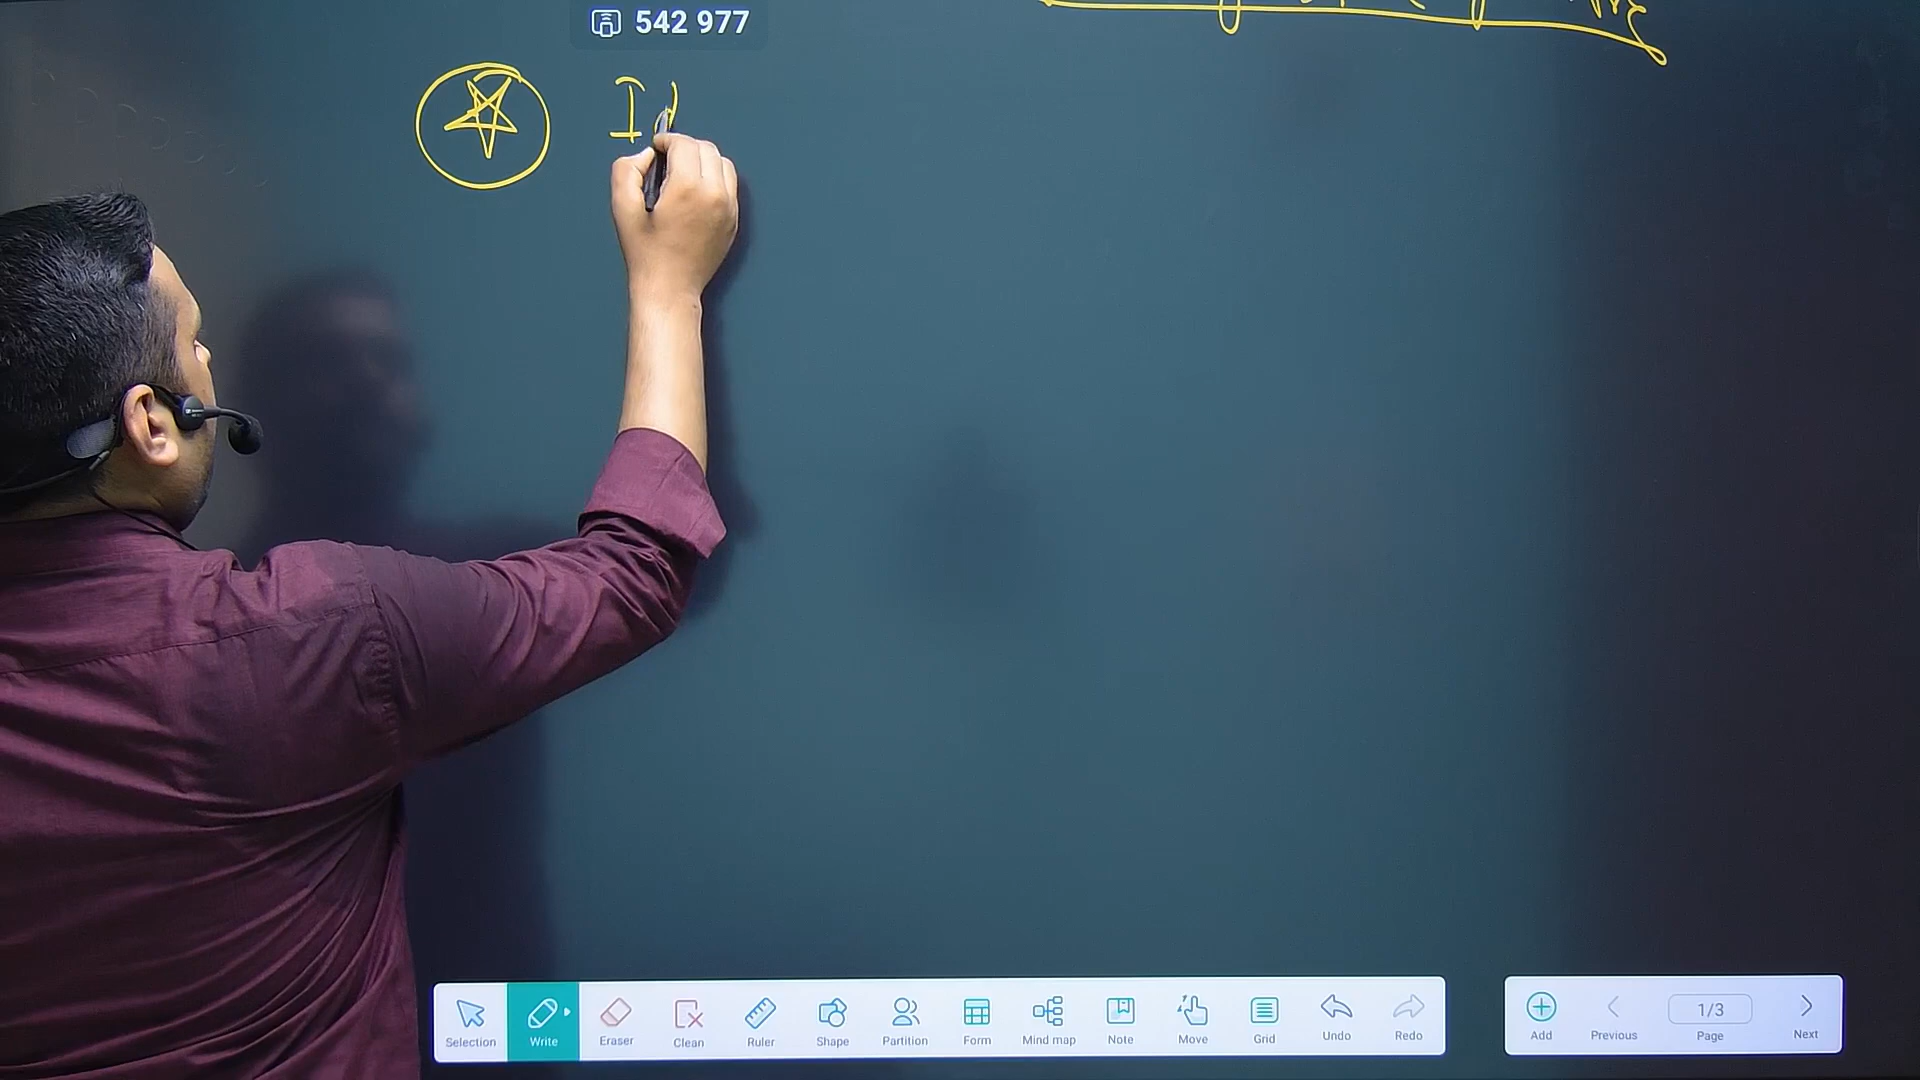 542 977
Id
Selection Write Eraser Clean Ruler Shape Partition Form Mind map Note Move Grid Undo Redo
Add Previous 1/3 Page Next